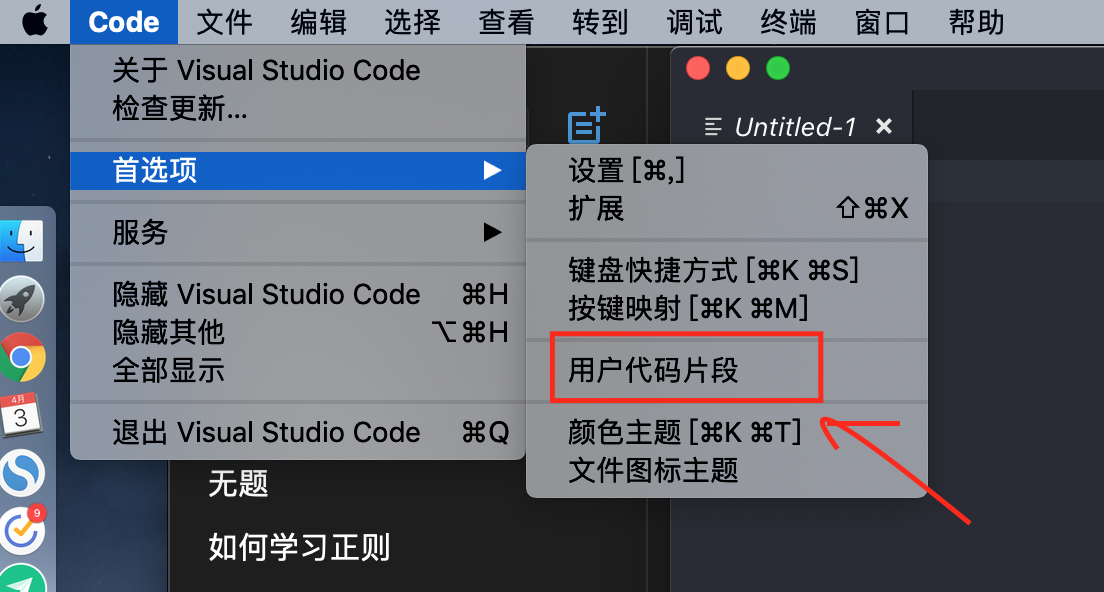 Code 文件 编辑 选择 查看 转到 调试 终端 窗口 帮助
关于 Visual Studio Code
检查更新...
首选项
服务
隐藏 Visual Studio Code ⌘H
隐藏其他 ⌥⌘H
全部显示
退出 Visual Studio Code ⌘Q
Untitled-1
设置 [⌘,]
扩展 ⇧⌘X
键盘快捷方式 [⌘K ⌘S]
按键映射 [⌘K ⌘M]
用户代码片段
颜色主题 [⌘K ⌘T]
文件图标主题
4月
3
9
无题
如何学习正则